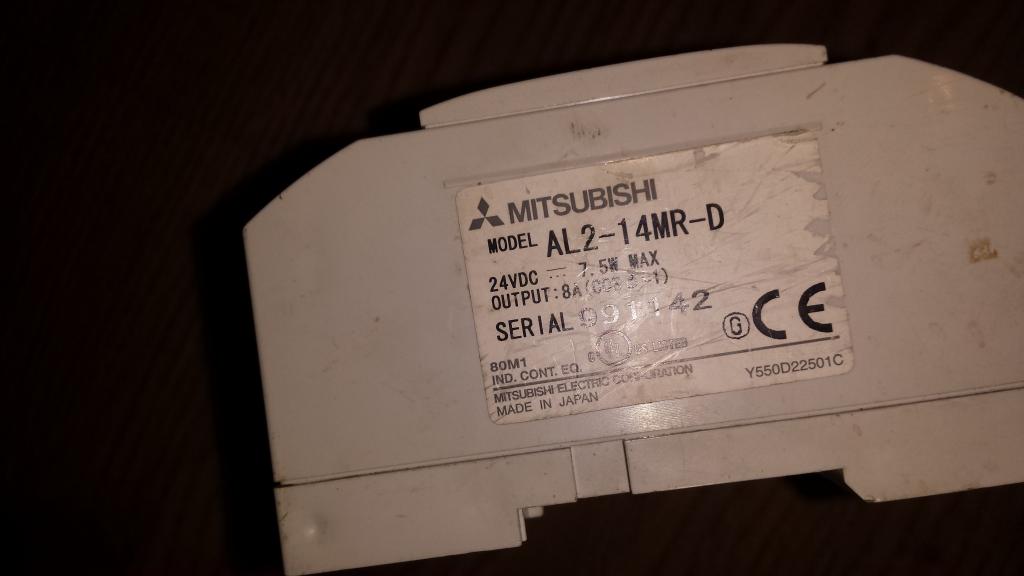 MITSUBISHI
MODEL AL2-14MR-D
24VDC ⎓ 7.5W MAX
OUTPUT:8A
SERIAL 991142
G CE
80M1
IND. CONT. EQ.
MITSUBISHI ELECTRIC CORPORATION
Y550D22501C
MADE IN JAPAN